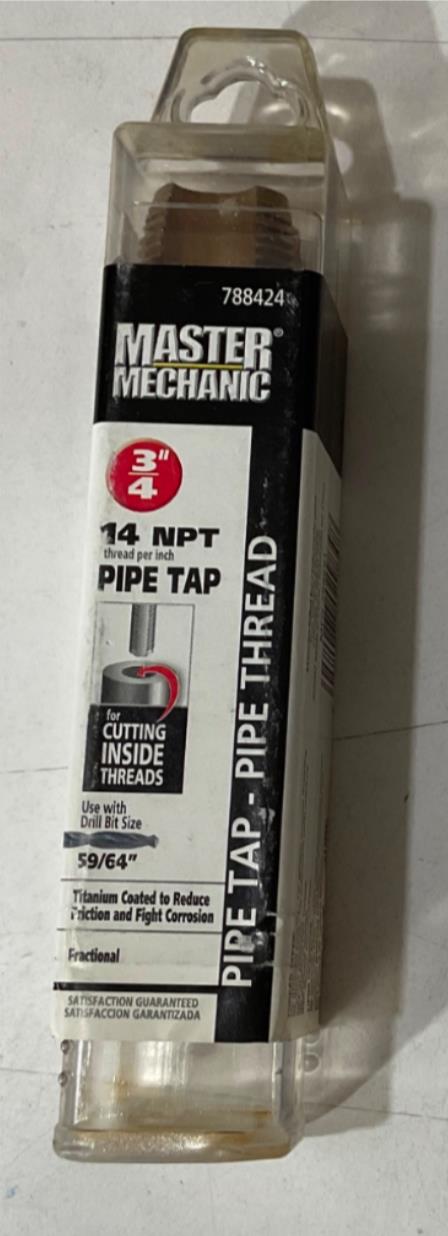 788424
MASTER®
MECHANIC
3"
4
14 NPT
thread per inch
PIPE TAP
for
CUTTING
INSIDE
THREADS
Use with
Drill Bit Size
59/64"
Titanium Coated to Reduce
Friction and Fight Corrosion
Fractional
SATISFACTION GUARANTEED
SATISFACCION GARANTIZADA
PIPE TAP - PIPE THREAD